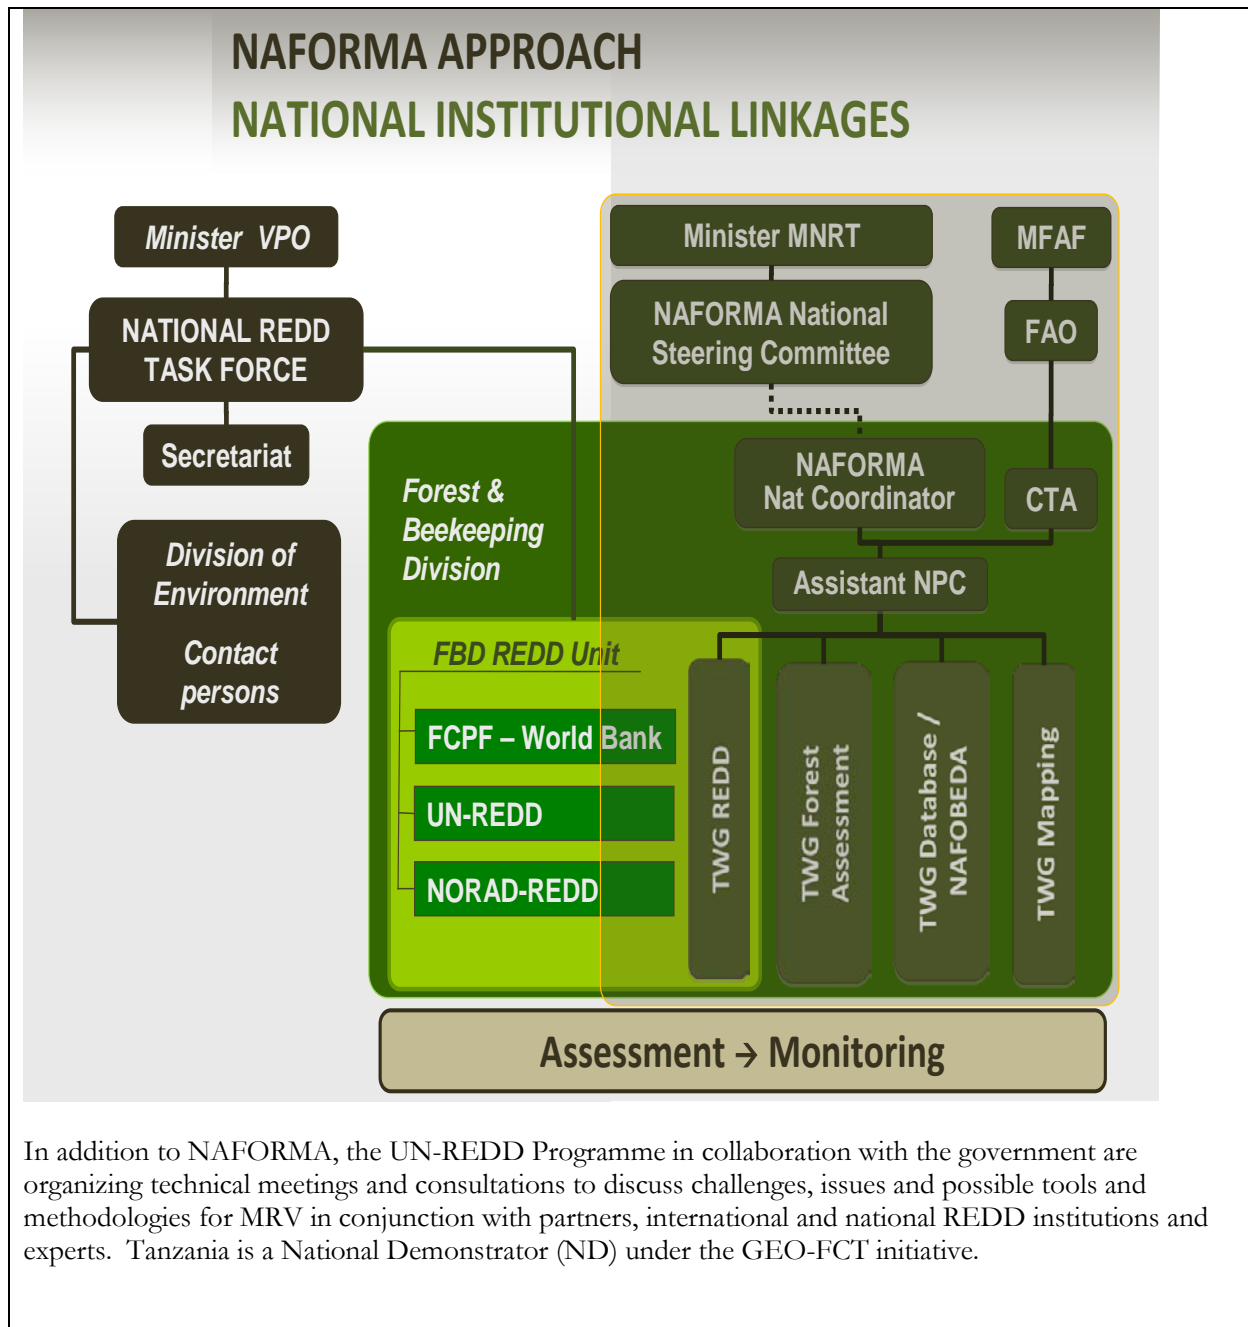 NAFORMA APPROACH
NATIONAL INSTITUTIONAL LINKAGES
Minister VPO
NATIONAL REDD
TASK FORCE
Secretariat
Division of
Environment
Contact
persons
Minister MNRT
NAFORMA National
Steering Committee
MFAF
FAO
Forest &
Beekeeping
Division
NAFORMA
Nat Coordinator
CTA
Assistant NPC
FBD REDD Unit
FCPF – World Bank
UN-REDD
NORAD-REDD
TWG REDD
TWG Forest
Assessment
TWG Database /
NAFOBEDA
TWG Mapping
Assessment → Monitoring
In addition to NAFORMA, the UN-REDD Programme in collaboration with the government are
organizing technical meetings and consultations to discuss challenges, issues and possible tools and
methodologies for MRV in conjunction with partners, international and national REDD institutions and
experts.  Tanzania is a National Demonstrator (ND) under the GEO-FCT initiative.